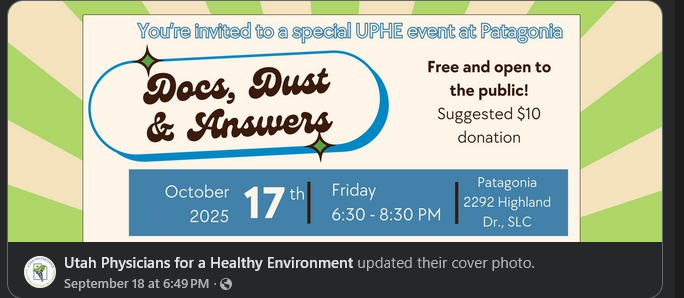 You're invited to a special UPHE event at Patagonia
Docs, Dust
& Answers
Free and open to
the public!
Suggested $10
donation
October
2025
17th
Friday
6:30 - 8:30 PM
Patagonia
2292 Highland
Dr., SLC
Utah Physicians for a Healthy Environment updated their cover photo.
September 18 at 6:49 PM ·